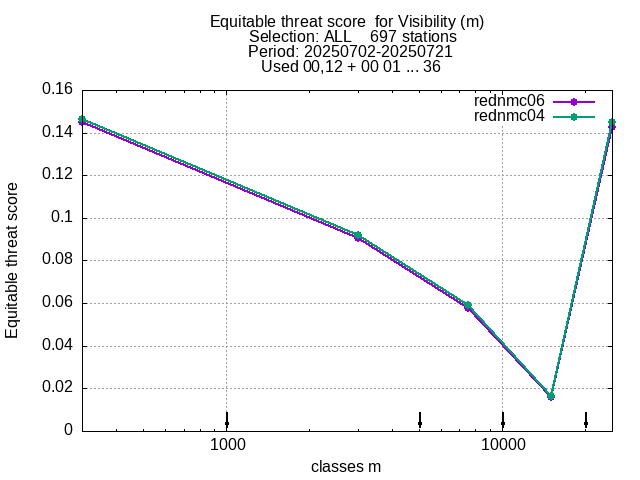 Equitable threat score  for Visibility (m)
Selection: ALL    697 stations
Period: 20250702-20250721
Used 00,12 + 00 01 ... 36
rednmc06
rednmc04
0.16
0.14
0.12
0.1
0.08
0.06
0.04
0.02
0
Equitable threat score
1000
10000
classes m